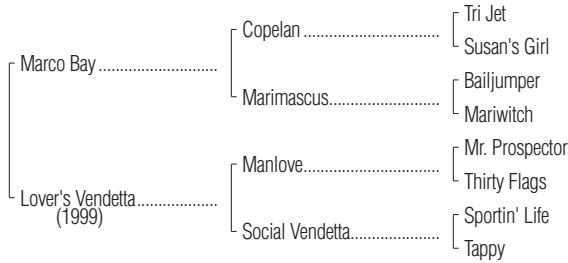 Tri Jet
Copelan ..............................
Susan's Girl
Marco Bay ...........................
Bailjumper
Marimascus........................
Mariwitch
Mr. Prospector
Manlove..............................
Thirty Flags
Lover's Vendetta..................
(1999)
Sportin' Life
Social Vendetta...................
Tappy